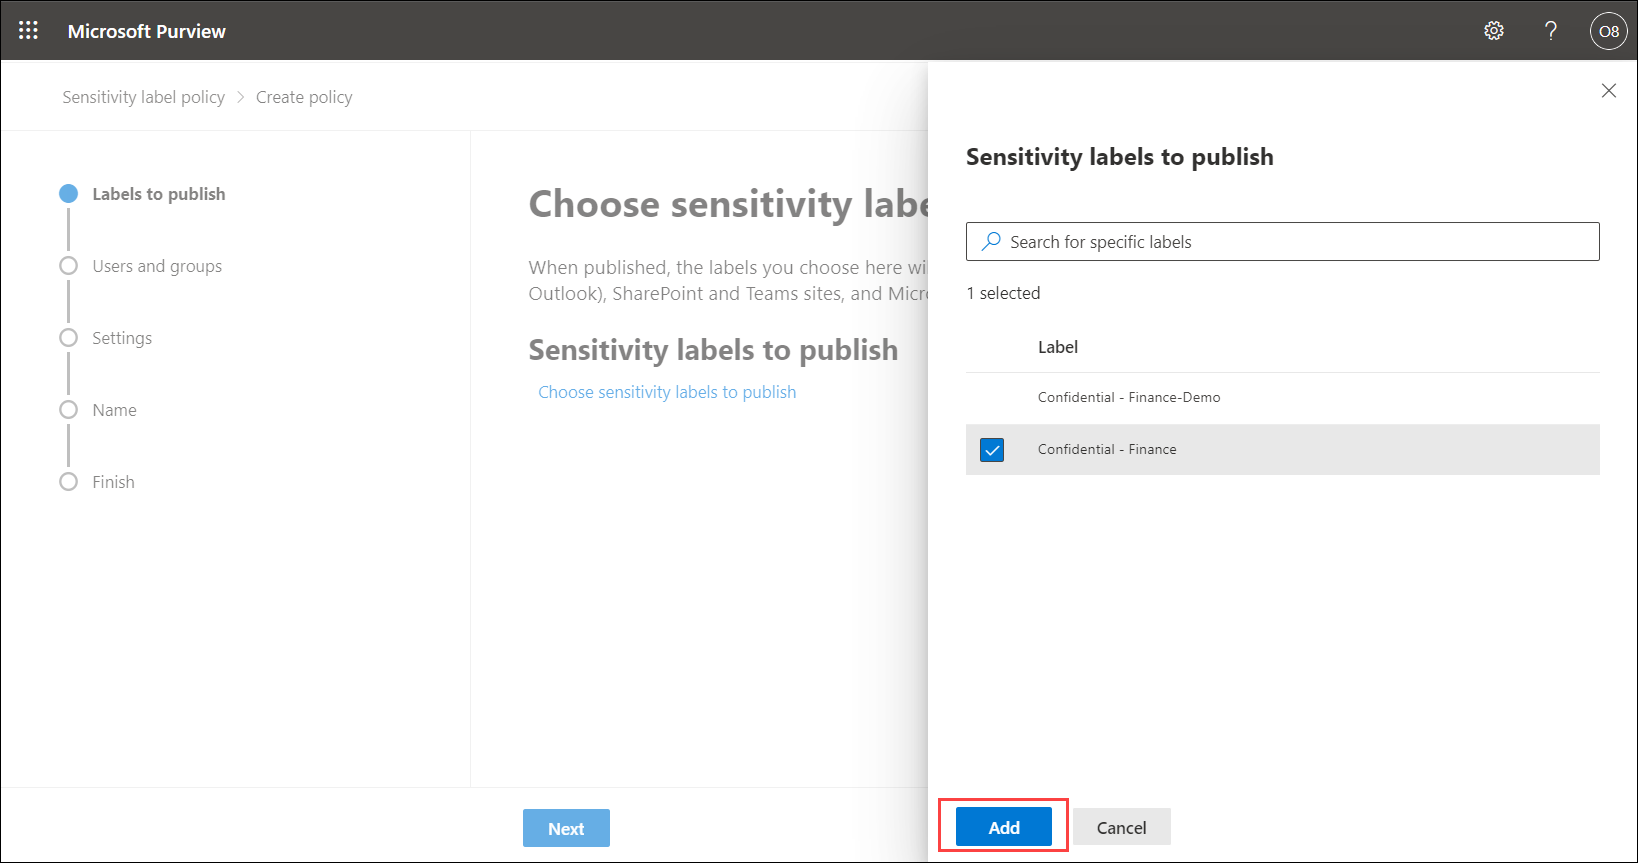 Microsoft Purview
?
O8
Sensitivity label policy > Create policy
Labels to publish
Users and groups
Settings
Name
Finish
Choose sensitivity labe
When published, the labels you choose here wi
Outlook), SharePoint and Teams sites, and Micr
Sensitivity labels to publish
Choose sensitivity labels to publish
Next
Sensitivity labels to publish
Search for specific labels
1 selected
Label
Confidential - Finance-Demo
Confidential - Finance
Add
Cancel